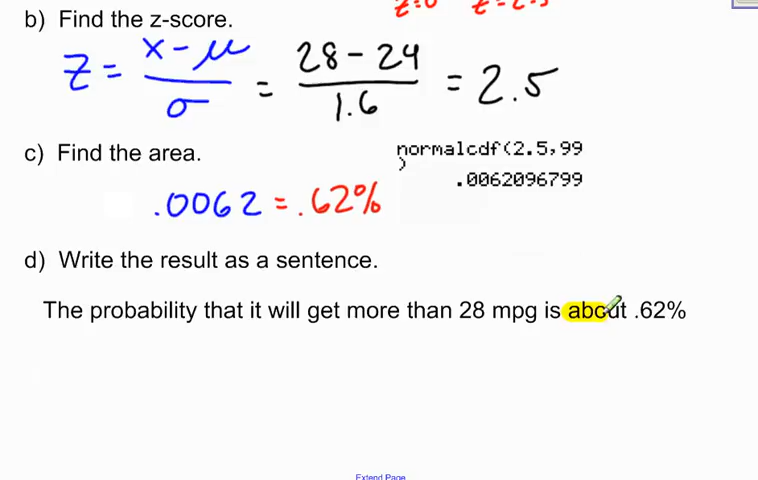 b) Find the z-score.
z = x - μ / σ = 28 - 24 / 1.6 = 2.5
c) Find the area.
normalcdf(2.5,99
)
.0062096799
.0062 = .62%
d) Write the result as a sentence.
The probability that it will get more than 28 mpg is about .62%
Extend Page